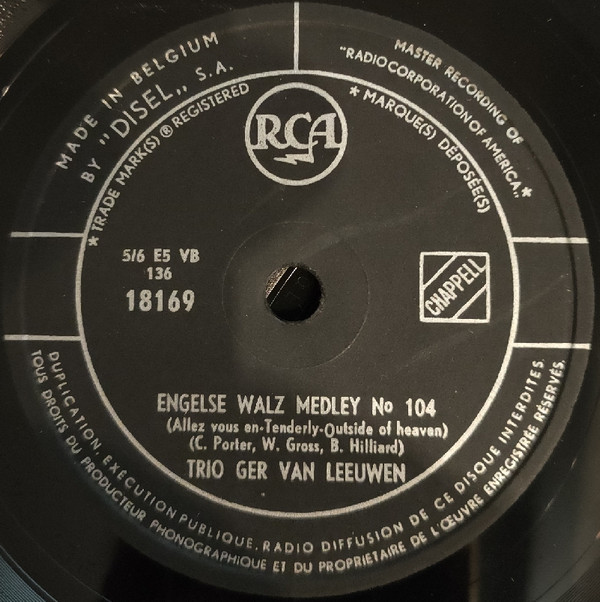 MADE IN BELGIUM
BY "DISEL,, S.A.
MASTER RECORDING OF
"RADIO CORPORATION OF AMERICA,,★
★ TRADE MARK(S) ® REGISTERED
★ MARQUE(S) DÉPOSÉE(S)
RCA
5/6 E5 VB
136
18169
CHAPPELL
ENGELSE WALZ MEDLEY No 104
(Allez vous en-Tenderly-Outside of heaven)
(C. Porter, W. Gross, B. Hilliard)
TRIO GER VAN LEEUWEN
DUPLICATION, EXÉCUTION PUBLIQUE, RADIO DIFFUSION DE CE DISQUE INTERDITES.
TOUS DROITS DU PRODUCTEUR PHONOGRAPHIQUE ET DU PROPRIETAIRE DE L'ŒUVRE ENREGISTRÉE RÉSERVÉS.